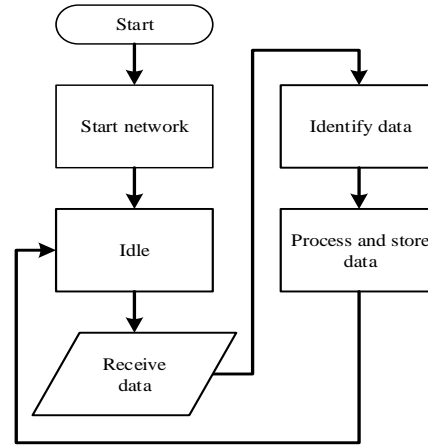 Start
Start network
Idle
Receive
data
Identify data
Process and store
data